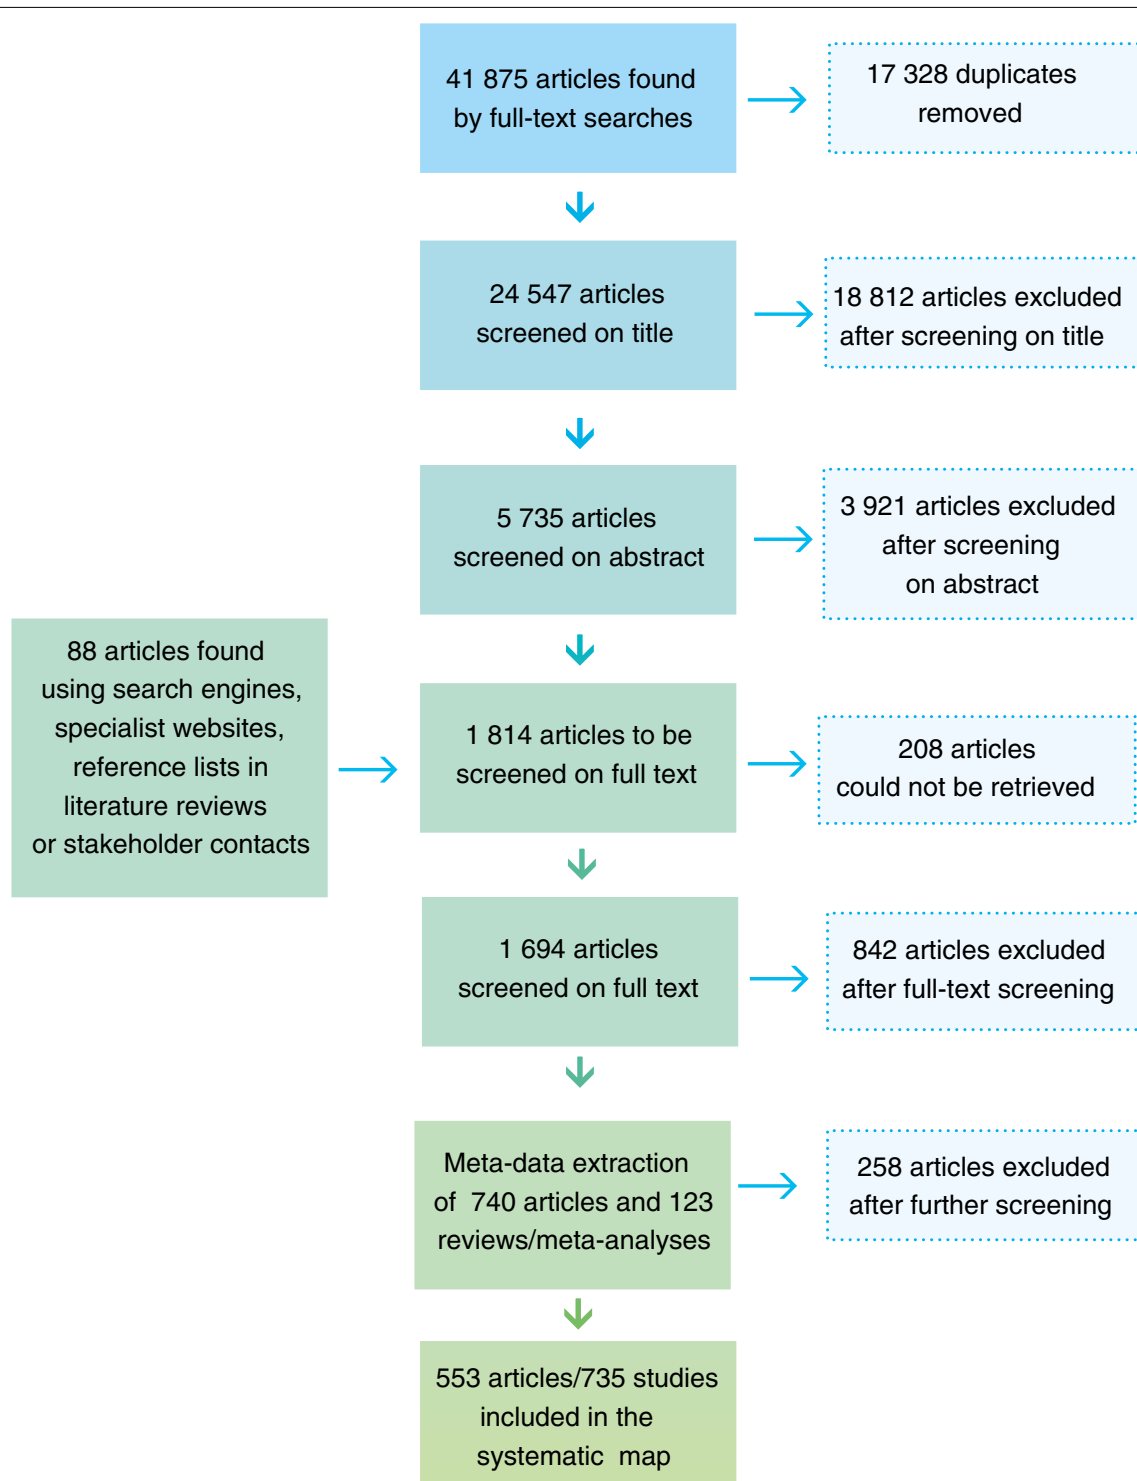 41 875 articles found
by full-text searches
17 328 duplicates
removed
24 547 articles
screened on title
18 812 articles excluded
after screening on title
5 735 articles
screened on abstract
3 921 articles excluded
after screening
on abstract
88 articles found
using search engines,
specialist websites,
reference lists in
literature reviews
or stakeholder contacts
1 814 articles to be
screened on full text
208 articles
could not be retrieved
1 694 articles
screened on full text
842 articles excluded
after full-text screening
Meta-data extraction
of 740 articles and 123
reviews/meta-analyses
258 articles excluded
after further screening
553 articles/735 studies
included in the
systematic map